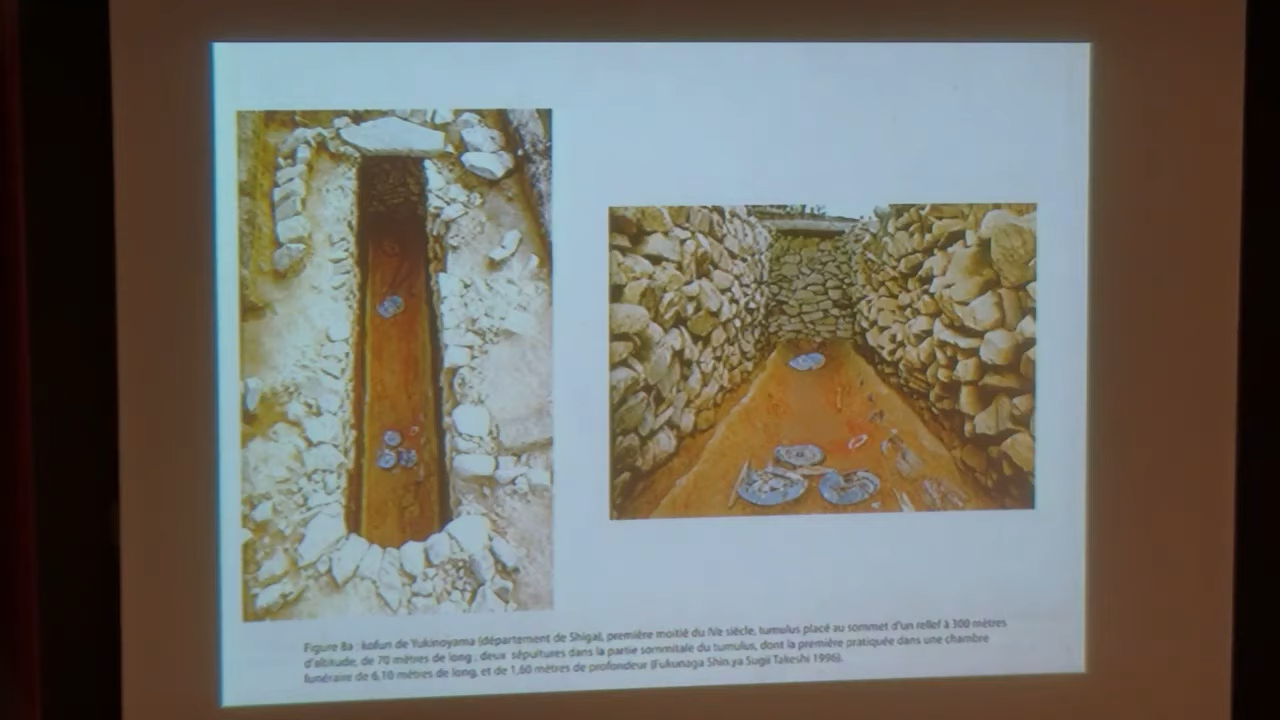 Figure 8a : kofun de Yukinoyama (département de Shiga), première moitié du IVe siècle, tumulus placé au sommet d'un relief à 300 mètres
d'altitude, de 70 mètres de long ; deux sépultures dans la partie sommitale du tumulus, dont la première pratiquée dans une chambre
funéraire de 6,10 mètres de long, et de 1,60 mètres de profondeur (Fukunaga Shin.ya Sugii Takeshi 1996).